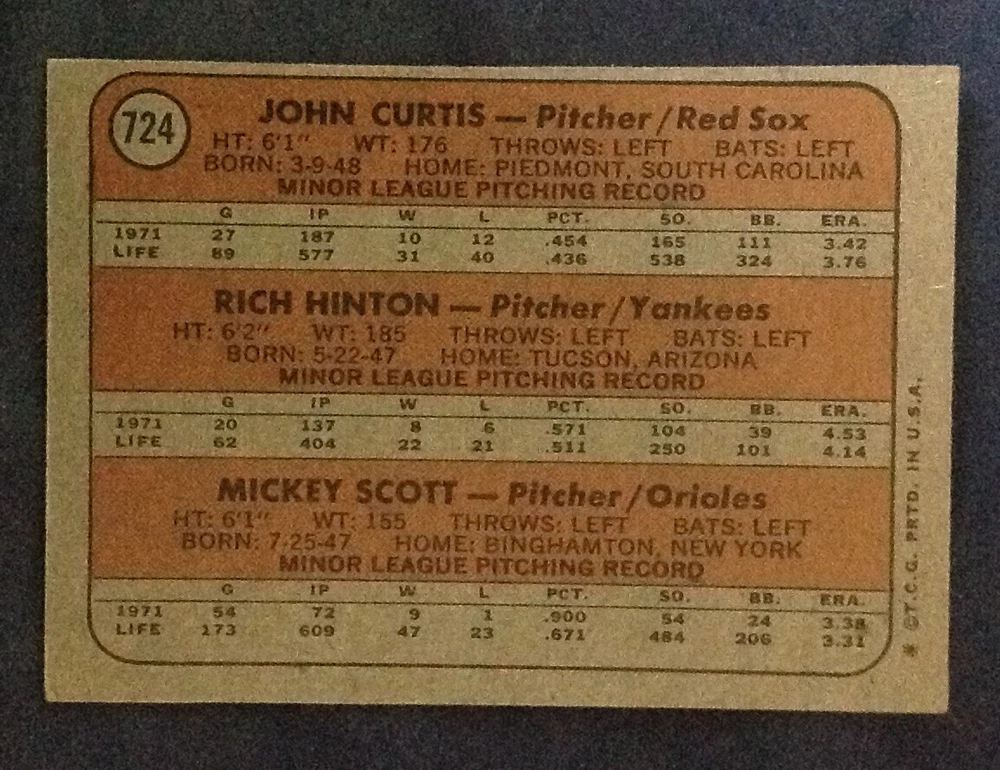 724
JOHN CURTIS — Pitcher/Red Sox
HT: 6'1" WT: 176 THROWS: LEFT BATS: LEFT
BORN: 3-9-48 HOME: PIEDMONT, SOUTH CAROLINA
MINOR LEAGUE PITCHING RECORD
G IP W L PCT. SO. BB. ERA.
1971 27 187 10 12 .454 165 111 3.42
LIFE 89 577 31 40 .436 538 324 3.76
RICH HINTON — Pitcher/Yankees
HT: 6'2" WT: 185 THROWS: LEFT BATS: LEFT
BORN: 5-22-47 HOME: TUCSON, ARIZONA
MINOR LEAGUE PITCHING RECORD
G IP W L PCT. SO. BB. ERA.
1971 20 137 8 6 .571 104 39 4.53
LIFE 62 404 22 21 .511 250 101 4.14
MICKEY SCOTT — Pitcher/Orioles
HT: 6'1" WT: 155 THROWS: LEFT BATS: LEFT
BORN: 7-25-47 HOME: BINGHAMTON, NEW YORK
MINOR LEAGUE PITCHING RECORD
G IP W L PCT. SO. BB. ERA.
1971 54 72 9 1 .900 54 24 3.38
LIFE 173 609 47 23 .671 484 206 3.31
* ©T.C.G. PRTD. IN U.S.A.